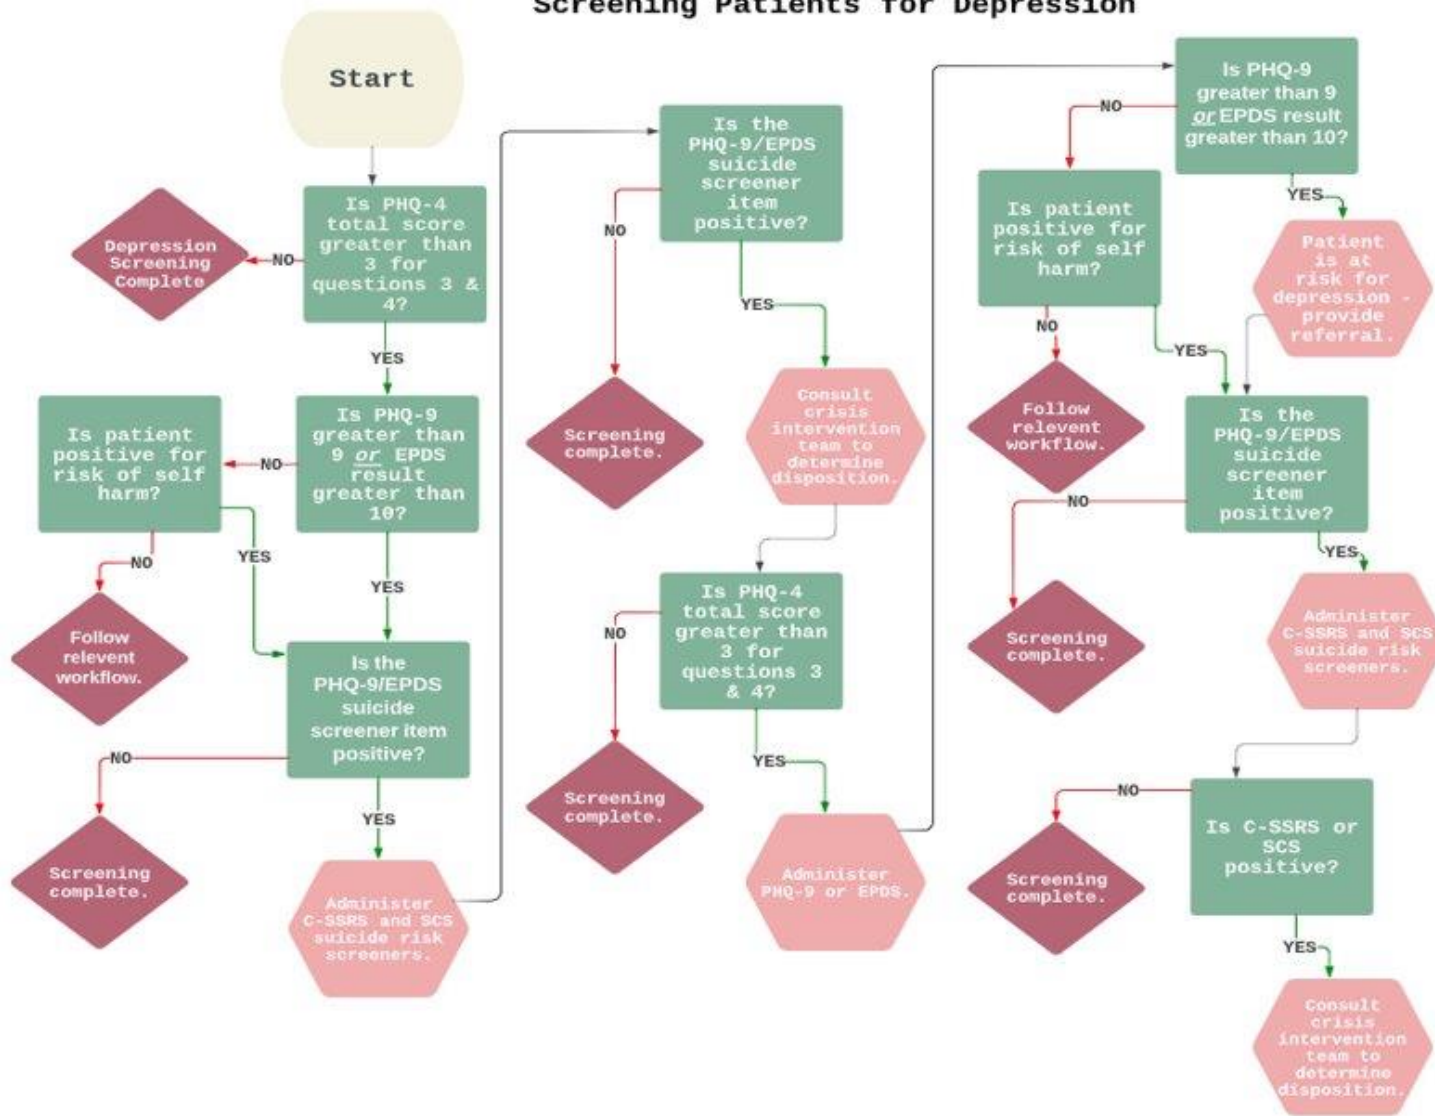 Screening Patients for Depression
Start
Is PHQ-4
total score
greater than
3 for
questions 3 &
4?
NO
Depression
Screening
Complete
YES
Is PHQ-9
greater than
9 or EPDS
result
greater than
10?
NO
Is patient
positive for
risk of self
harm?
NO
YES
YES
Follow
relevent
workflow.
Is the
PHQ-9/EPDS
suicide
screener item
positive?
NO
Screening
complete.
YES
Administer
C-SSRS and SCS
suicide risk
screeners.
Is the
PHQ-9/EPDS
suicide
screener
item
positive?
NO
YES
Screening
complete.
Consult
crisis
intervention
team to
determine
disposition.
Is PHQ-4
total score
greater than
3 for
questions 3
& 4?
NO
Screening
complete.
YES
Administer
PHQ-9 or EPDS.
Is PHQ-9
greater than 9
or EPDS result
greater than 10?
NO
YES
Is patient
positive for
risk of self
harm?
Patient
is at
risk for
depression -
provide
referral.
NO
YES
Follow
relevent
workflow.
Is the
PHQ-9/EPDS
suicide
screener
item
positive?
NO
YES
Screening
complete.
Administer
C-SSRS and SCS
suicide risk
screeners.
Is C-SSRS or
SCS
positive?
NO
Screening
complete.
YES
Consult
crisis
intervention
team to
determine
disposition.